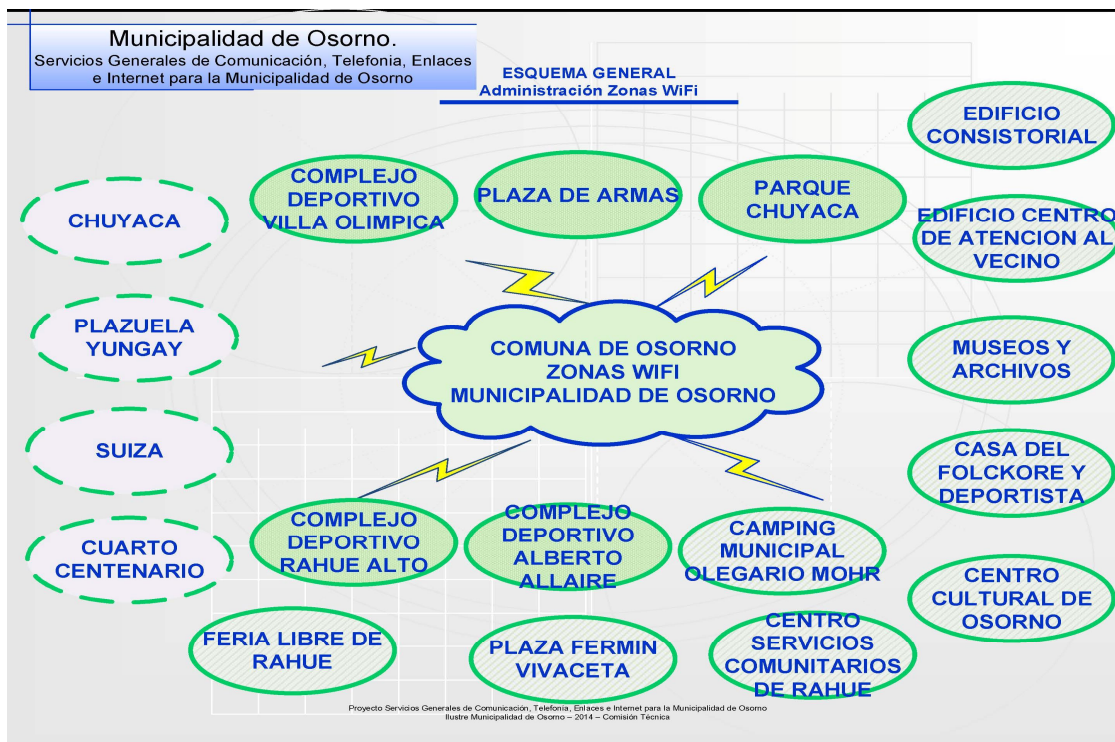 Municipalidad de Osorno.
Servicios Generales de Comunicación, Telefonia, Enlaces
e Internet para la Municipalidad de Osorno
ESQUEMA GENERAL
Administración Zonas WiFi
EDIFICIO
CONSISTORIAL
COMPLEJO
DEPORTIVO
VILLA OLIMPICA
PLAZA DE ARMAS
PARQUE
CHUYACA
CHUYACA
EDIFICIO CENTRO
DE ATENCION AL
VECINO
PLAZUELA
YUNGAY
COMUNA DE OSORNO
ZONAS WIFI
MUNICIPALIDAD DE OSORNO
MUSEOS Y
ARCHIVOS
SUIZA
CASA DEL
FOLCKORE Y
DEPORTISTA
CUARTO
CENTENARIO
COMPLEJO
DEPORTIVO
RAHUE ALTO
COMPLEJO
DEPORTIVO
ALBERTO
ALLAIRE
CAMPING
MUNICIPAL
OLEGARIO MOHR
CENTRO
CULTURAL DE
OSORNO
FERIA LIBRE DE
RAHUE
PLAZA FERMIN
VIVACETA
CENTRO
SERVICIOS
COMUNITARIOS
DE RAHUE
Proyecto Servicios Generales de Comunicación, Telefonía, Enlaces e Internet para la Municipalidad de Osorno
Ilustre Municipalidad de Osorno – 2014 – Comisión Técnica